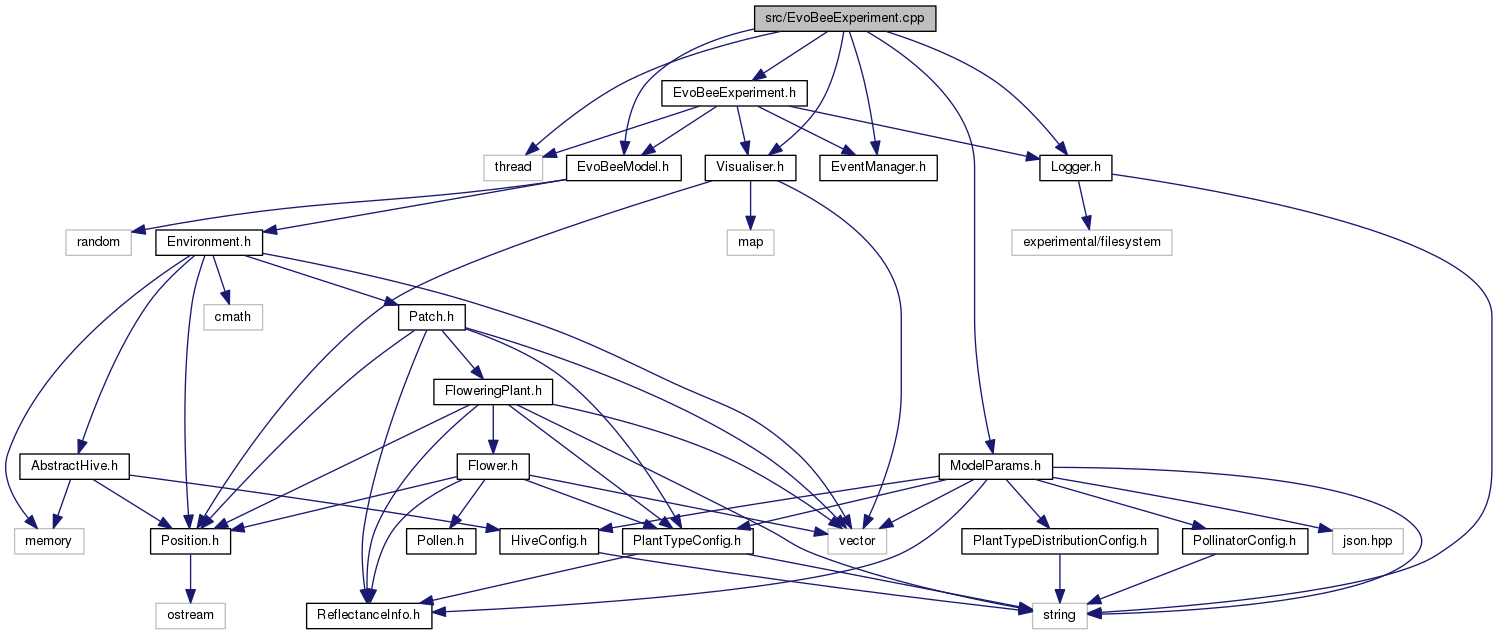 src/EvoBeeExperiment.cpp
EvoBeeExperiment.h
thread
EvoBeeModel.h
Visualiser.h
EventManager.h
Logger.h
random
Environment.h
map
experimental/filesystem
cmath
Patch.h
FloweringPlant.h
AbstractHive.h
Flower.h
ModelParams.h
memory
Position.h
Pollen.h
HiveConfig.h
PlantTypeConfig.h
vector
PlantTypeDistributionConfig.h
PollinatorConfig.h
json.hpp
ostream
ReflectanceInfo.h
string